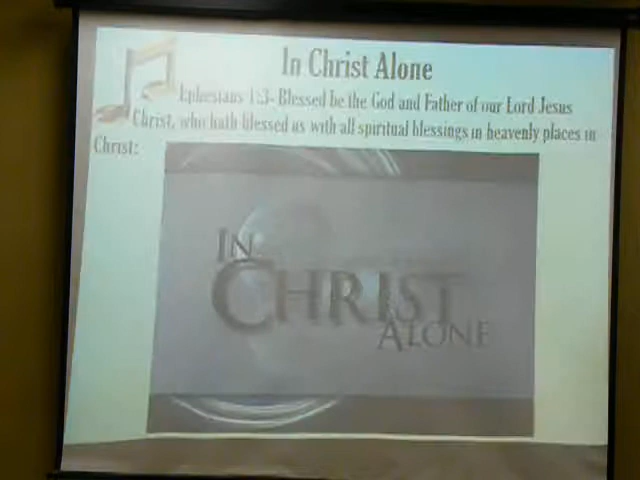 In Christ Alone
Ephesians 1:3- Blessed be the God and Father of our Lord Jesus
Christ, who hath blessed us with all spiritual blessings in heavenly places in
Christ:
IN
CHRIST
ALONE